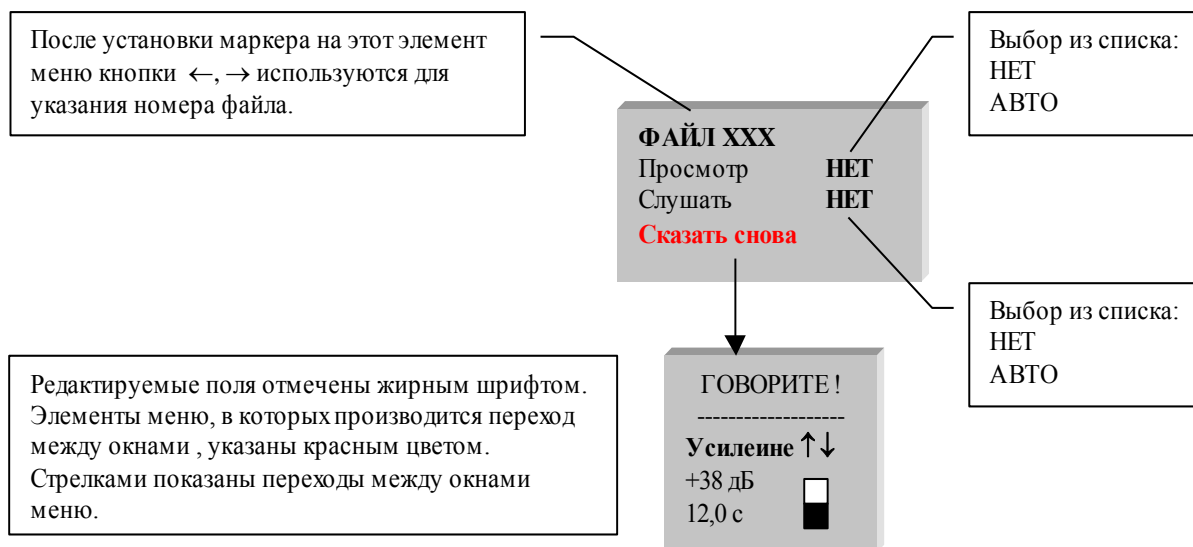 После установки маркера на этот элемент
меню кнопки ←, → используются для
указания номера файла.
Выбор из списка:
НЕТ
АВТО
ФАЙЛ XXX
Просмотр НЕТ
Слушать НЕТ
Сказать снова
Выбор из списка:
НЕТ
АВТО
Редактируемые поля отмечены жирным шрифтом.
Элементы меню, в которых производится переход
между окнами , указаны красным цветом.
Стрелками показаны переходы между окнами
меню.
ГОВОРИТЕ !
-------------------
Усилеине ↑↓
+38 дБ
12,0 с